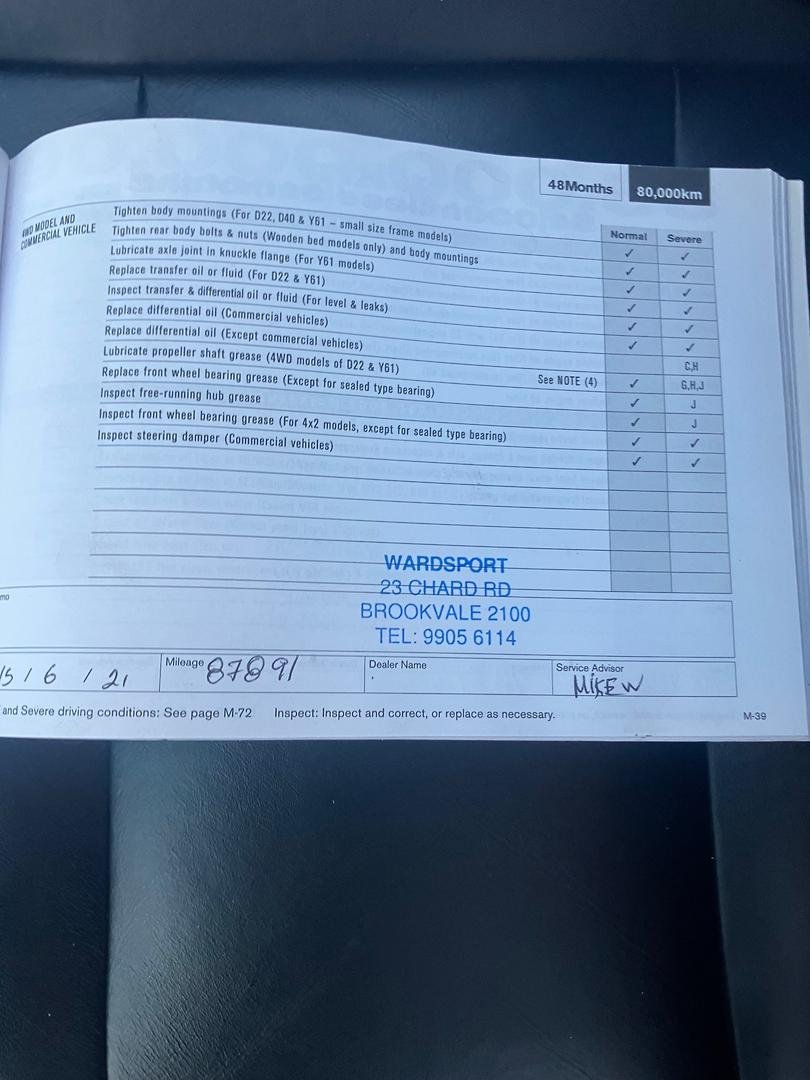 48Months 80,000km
4WD MODEL AND
COMMERCIAL VEHICLE
Normal Severe
Tighten body mountings (For D22, D40 & Y61 – small size frame models) ✓ ✓
Tighten rear body bolts & nuts (Wooden bed models only) and body mountings ✓ ✓
Lubricate axle joint in knuckle flange (For Y61 models) ✓ ✓
Replace transfer oil or fluid (For D22 & Y61) ✓ ✓
Inspect transfer & differential oil or fluid (For level & leaks) ✓ ✓
Replace differential oil (Commercial vehicles) ✓ ✓
Replace differential oil (Except commercial vehicles) C,H
Lubricate propeller shaft grease (4WD models of D22 & Y61) See NOTE (4) ✓ G,H,J
Replace front wheel bearing grease (Except for sealed type bearing) ✓ J
Inspect free-running hub grease ✓ J
Inspect front wheel bearing grease (For 4x2 models, except for sealed type bearing) ✓ ✓
Inspect steering damper (Commercial vehicles) ✓ ✓
WARDSPORT
23 CHARD RD
BROOKVALE 2100
TEL: 9905 6114
/ 6 / 21 Mileage 87891 Dealer Name Service Advisor
MIKE W
and Severe driving conditions: See page M-72 Inspect: Inspect and correct, or replace as necessary. M-39